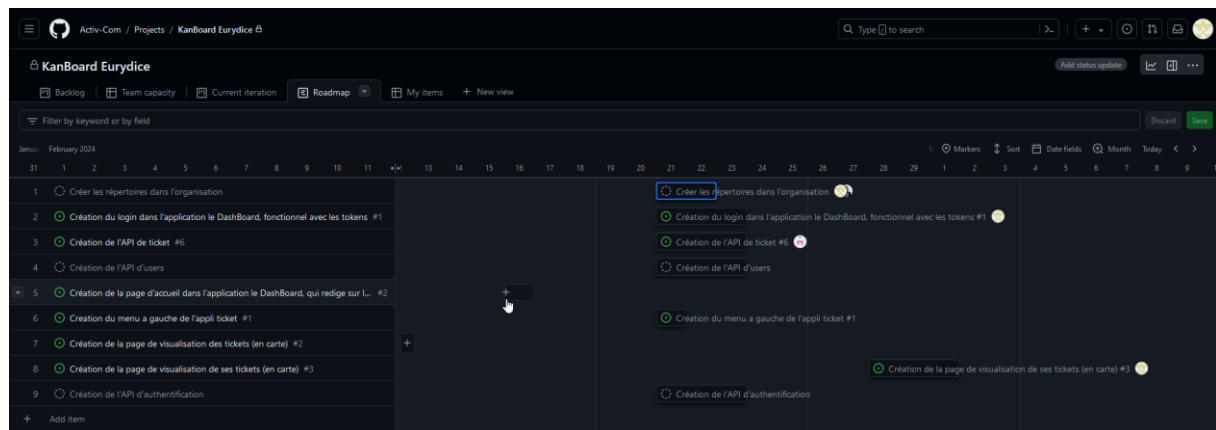 Activ-Com / Projects / KanBoard Eurydice
Type / to search
KanBoard Eurydice
Add status update
Backlog
Team capacity
Current iteration
Roadmap
My items
+ New view
Filter by keyword or by field
Discard
Save
February 2024
Markers
Sort
Date fields
Month
Today
31 1 2 3 4 5 6 7 8 9 10 11 13 14 15 16 17 18 19 20 21 22 23 24 25 26 27 28 29 1 2 3 4 5 6 7 8 9
1 Créer les répertoires dans l'organisation
Créer les répertoires dans l'organisation
2 Création du login dans l'application le DashBoard, fonctionnel avec les tokens #1
Création du login dans l'application le DashBoard, fonctionnel avec les tokens #1
3 Création de l'API de ticket #6
Création de l'API de ticket #6
4 Création de l'API d'users
Création de l'API d'users
5 Création de la page d'accueil dans l'application le DashBoard, qui redige sur l... #2
+
6 Creation du menu a gauche de l'appli ticket #1
Creation du menu a gauche de l'appli ticket #1
7 Création de la page de visualisation des tickets (en carte) #2
+
8 Création de la page de visualisation de ses tickets (en carte) #3
Création de la page de visualisation de ses tickets (en carte) #3
9 Création de l'API d'authentification
Création de l'API d'authentification
+ Add item